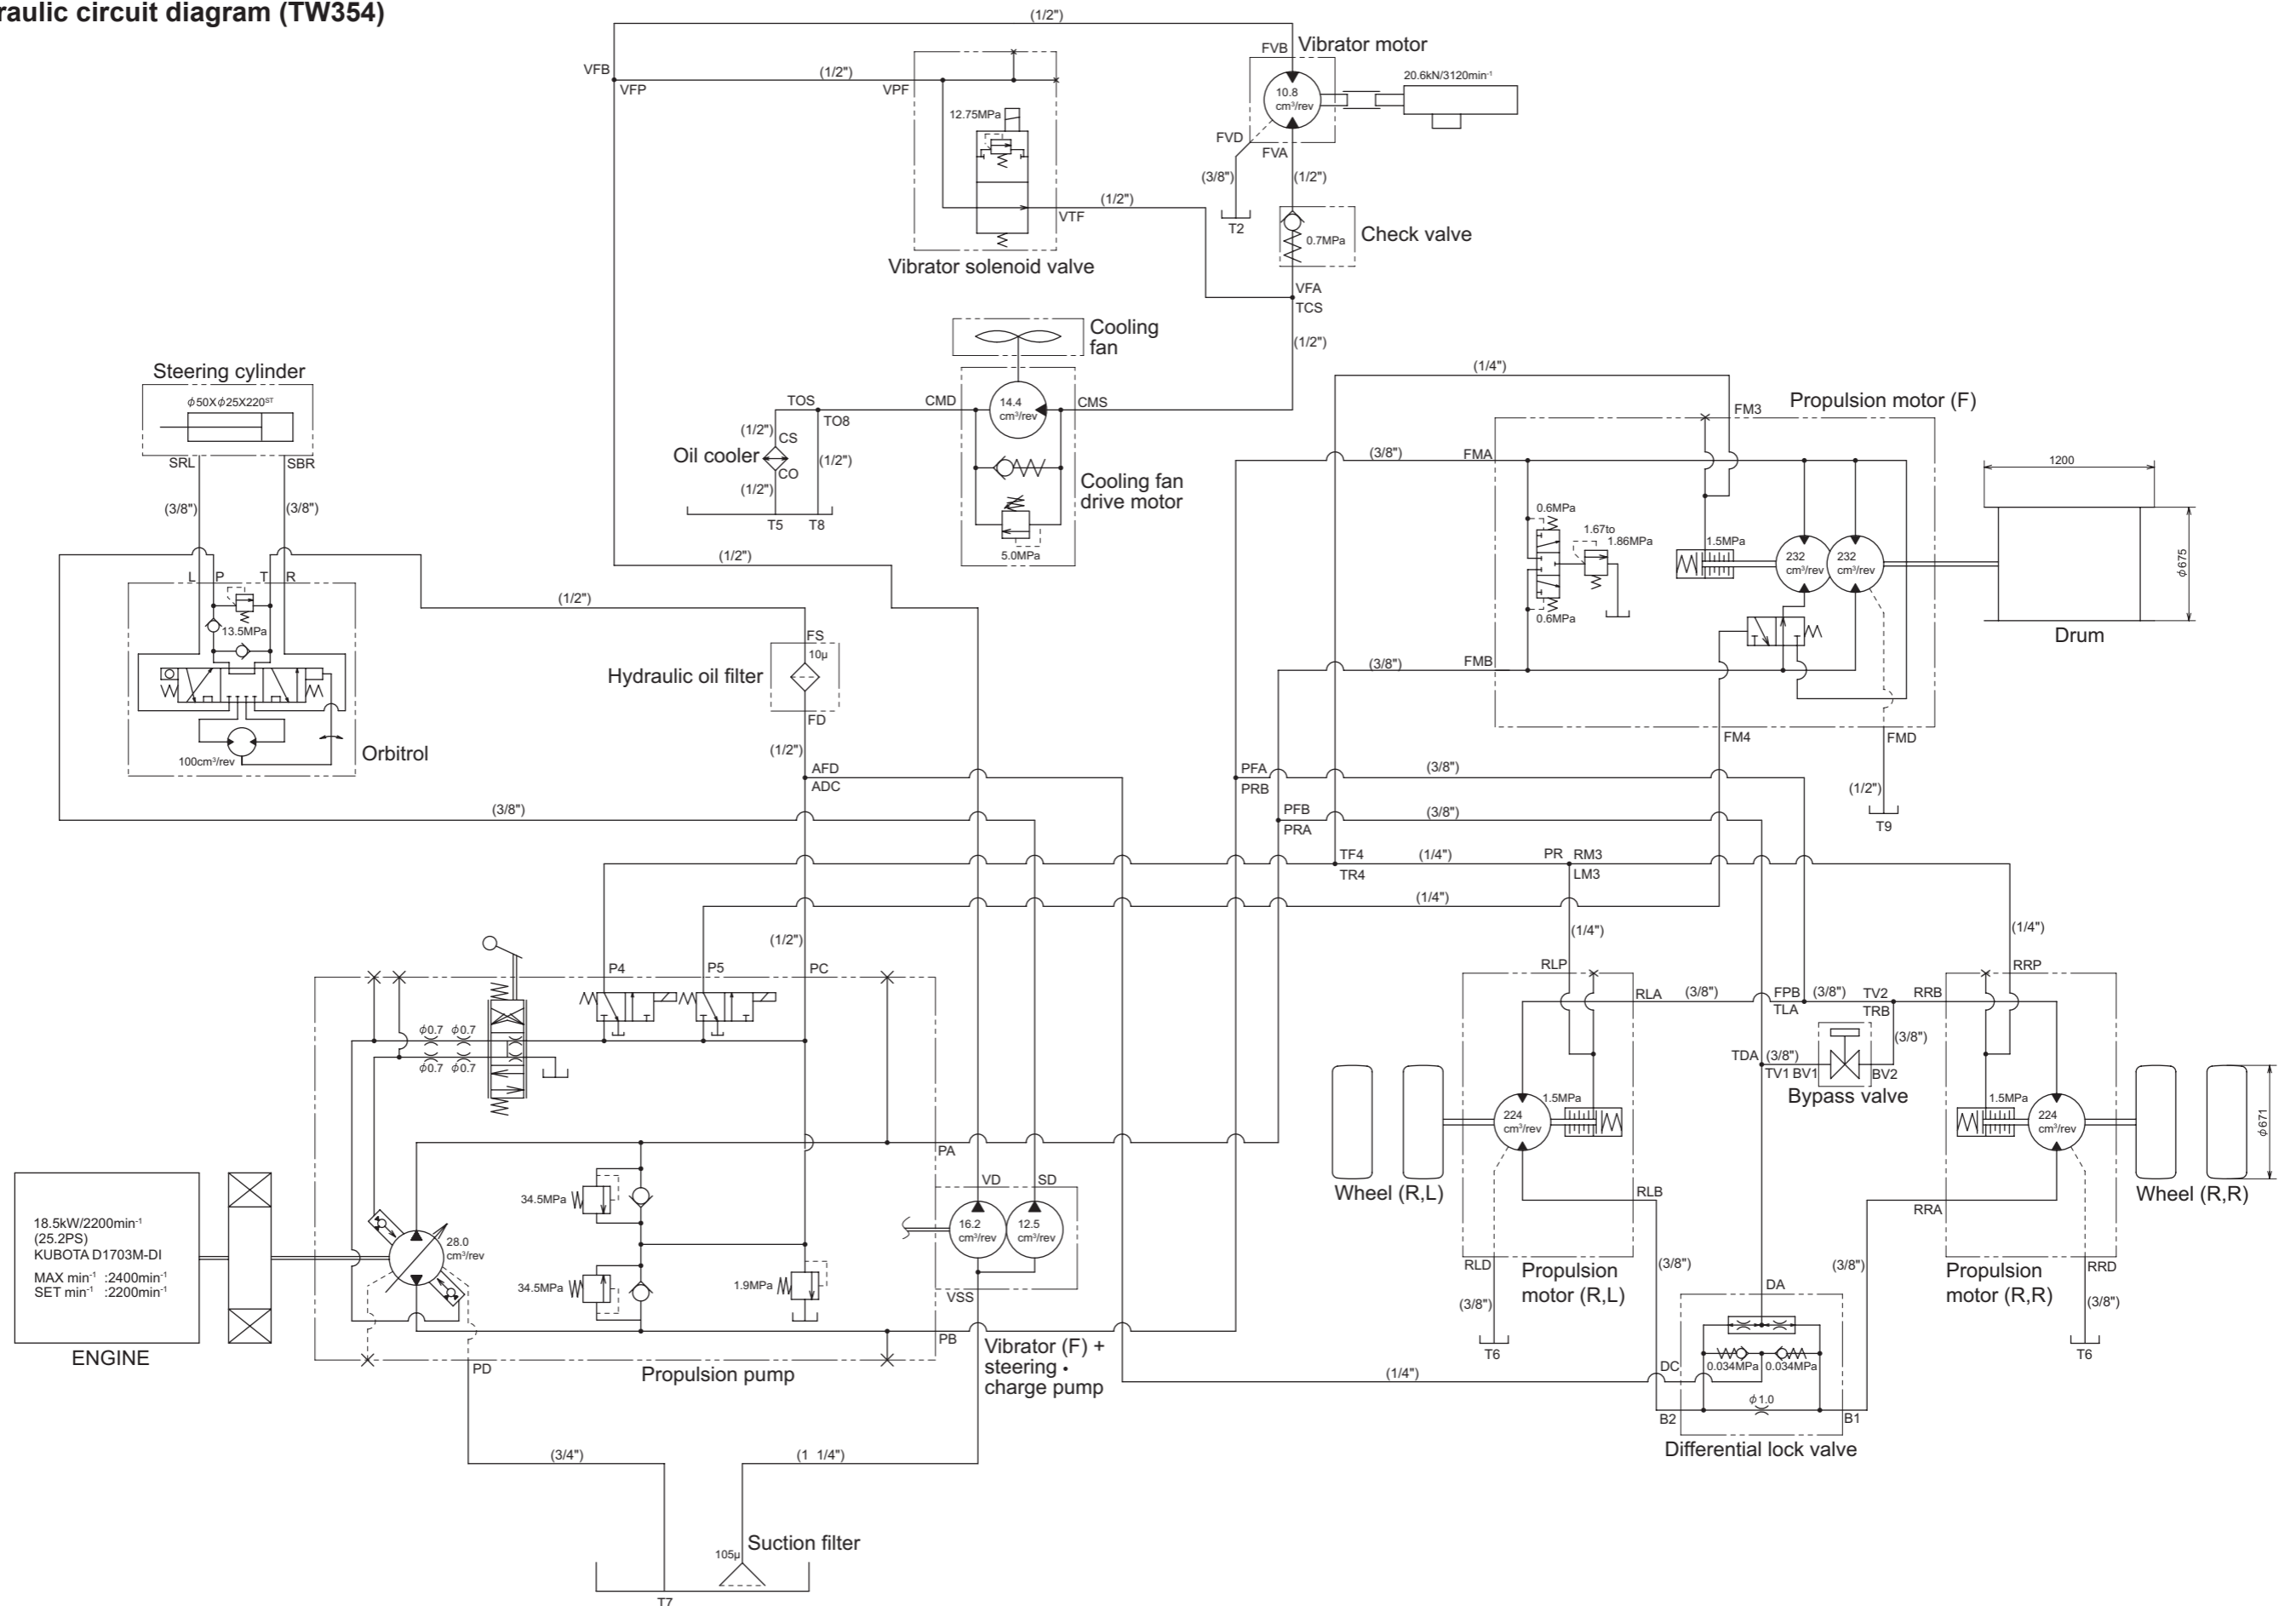 raulic circuit diagram (TW354)
(1/2")
FVB
Vibrator motor
VFB
VFP
(1/2")
VPF
12.75MPa
10.8
cm³/rev
20.6kN/3120min-1
FVD
FVA
(3/8")
(1/2")
T2
VTF
(1/2")
0.7MPa
Check valve
Vibrator solenoid valve
VFA
TCS
(1/2")
Cooling
fan
Steering cylinder
φ50Xφ25X220ST
SRL
SBR
(3/8")
(3/8")
TOS
TO8
CMD
14.4
cm³/rev
CMS
(1/2")
CS
Oil cooler
CO
(1/2")
(1/2")
T5
T8
Cooling fan
drive motor
5.0MPa
(1/4")
Propulsion motor (F)
FM3
(3/8")
FMA
0.6MPa
1.67to
1.86MPa
1.5MPa
232
cm³/rev
232
cm³/rev
0.6MPa
1200
φ675
Drum
(3/8")
FMB
FM4
FMD
(1/2")
T9
(1/2")
L
P
T
R
13.5MPa
100cm³/rev
Orbitrol
(1/2")
FS
10μ
Hydraulic oil filter
FD
(1/2")
AFD
ADC
(3/8")
PFA
PRB
(3/8")
PFB
PRA
(3/8")
TF4
TR4
(1/4")
PR
RM3
LM3
(1/4")
(1/2")
(1/4")
(1/4")
P4
P5
PC
φ0.7
φ0.7
φ0.7
φ0.7
RLP
RRP
RLA
(3/8")
FPB
TLA
(3/8")
TV2
TRB
RRB
(3/8")
TDA
(3/8")
TV1
BV1
BV2
Bypass valve
1.5MPa
224
cm³/rev
1.5MPa
224
cm³/rev
φ671
Wheel (R,L)
Wheel (R,R)
PA
VD
SD
RLB
RRA
18.5kW/2200min-1
(25.2PS)
KUBOTA D1703M-DI
MAX min-1 :2400min-1
SET min-1 :2200min-1
ENGINE
28.0
cm³/rev
34.5MPa
34.5MPa
1.9MPa
16.2
cm³/rev
12.5
cm³/rev
VSS
PB
PD
Propulsion pump
Vibrator (F) +
steering •
charge pump
RLD
Propulsion
motor (R,L)
(3/8")
(3/8")
T6
DA
(3/8")
Propulsion
motor (R,R)
RRD
(3/8")
T6
0.034MPa
0.034MPa
DC
(1/4")
φ1.0
B2
B1
Differential lock valve
(3/4")
(1 1/4")
Suction filter
105μ
T7